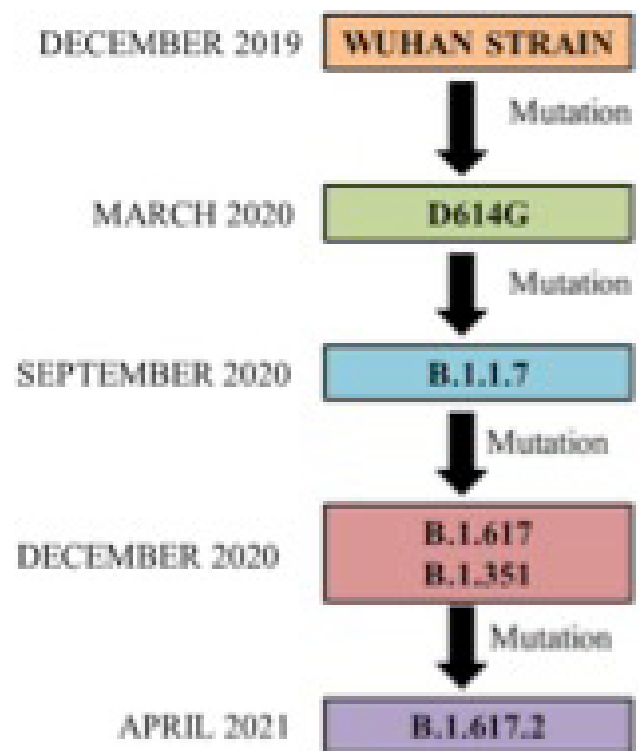 DECEMBER 2019 WUHAN STRAIN
Mutation
MARCH 2020 D614G
Mutation
SEPTEMBER 2020 B.1.1.7
Mutation
DECEMBER 2020 B.1.617
B.1.351
Mutation
APRIL 2021 B.1.617.2